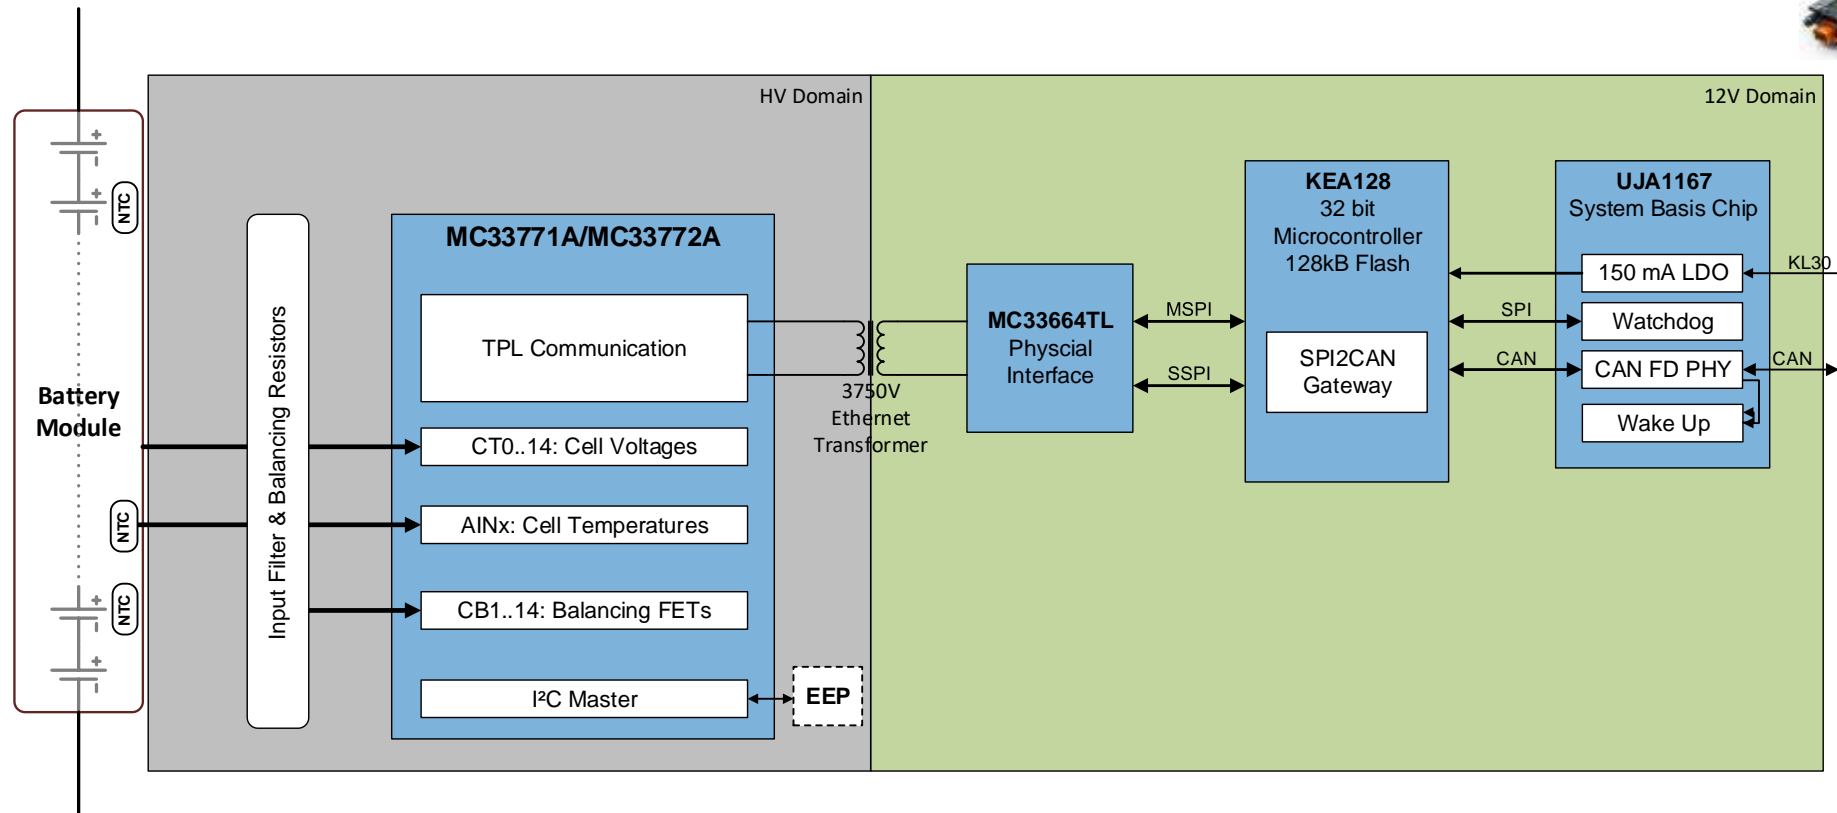 HV Domain
12V Domain
NTC
NTC
NTC
Battery
Module
Input Filter & Balancing Resistors
MC33771A/MC33772A
TPL Communication
CT0..14: Cell Voltages
AINx: Cell Temperatures
CB1..14: Balancing FETs
I²C Master
EEP
3750V
Ethernet
Transformer
MC33664TL
Physcial
Interface
MSPI
SSPI
KEA128
32 bit
Microcontroller
128kB Flash
SPI2CAN
Gateway
SPI
CAN
UJA1167
System Basis Chip
150 mA LDO
Watchdog
CAN FD PHY
Wake Up
KL30
CAN